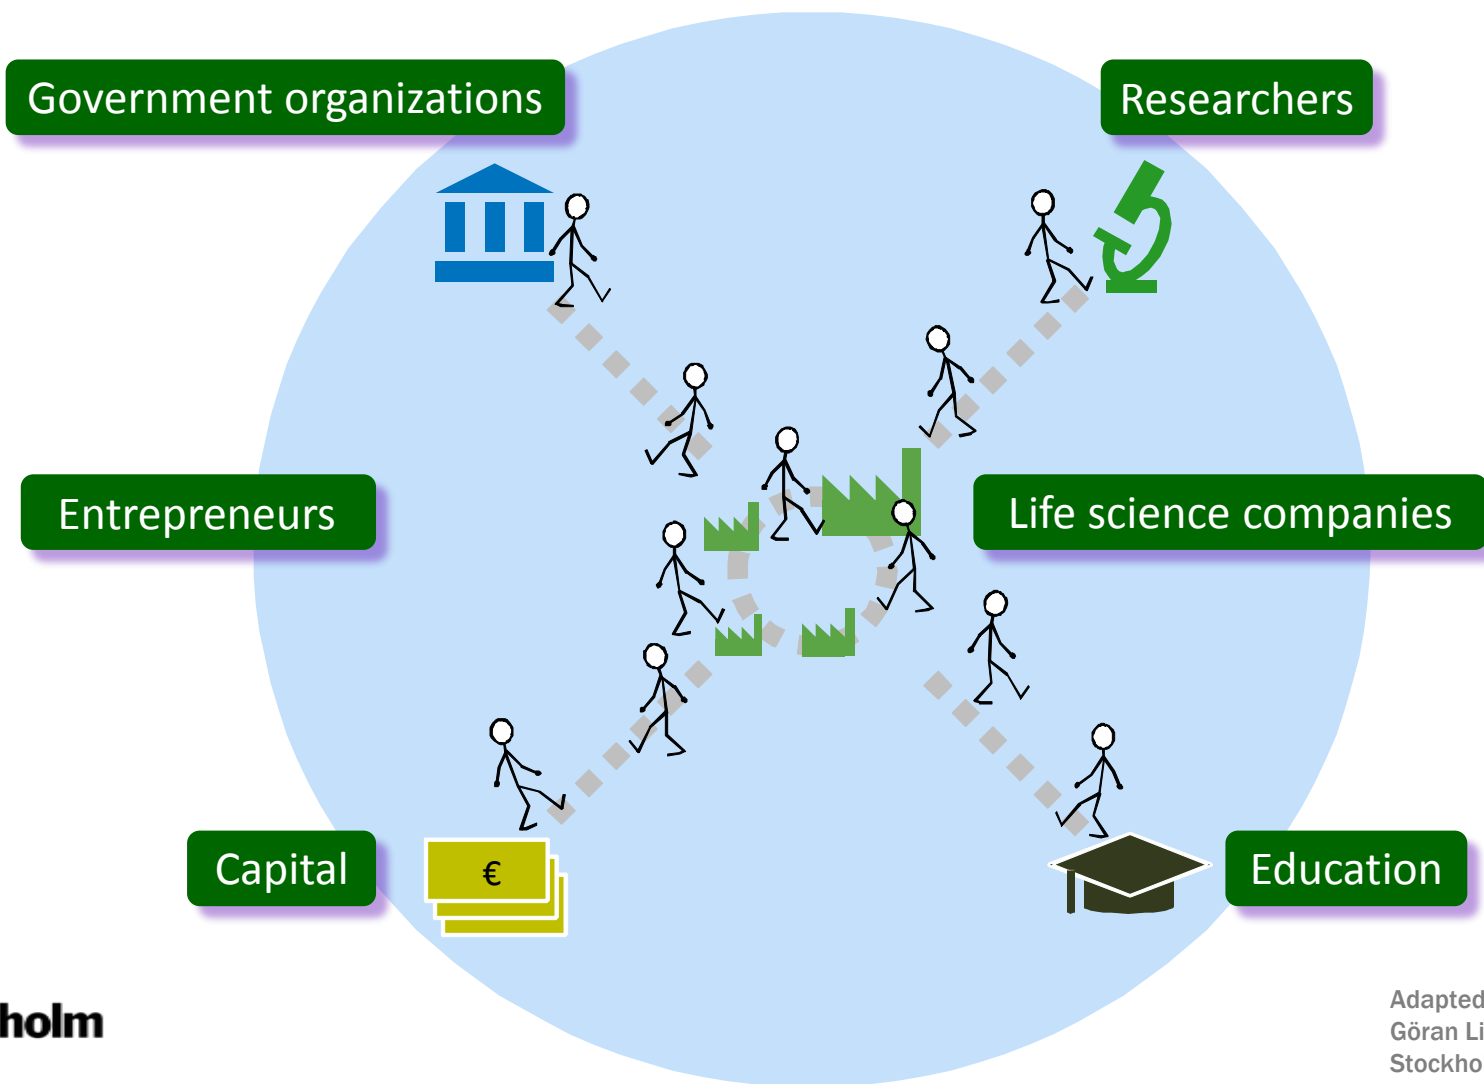 Government organizations
Researchers
Entrepreneurs
Life science companies
Capital
€
Education
holm
Adapted
Göran Li
Stockho